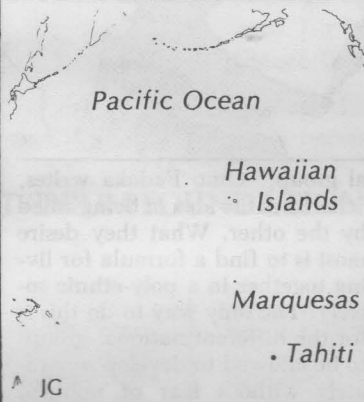 Pacific Ocean
Hawaiian
Islands
Marquesas
Tahiti
JG